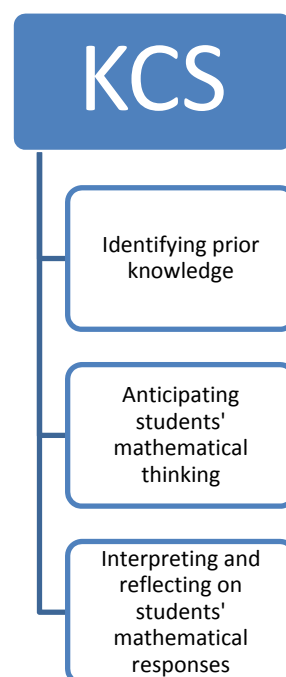 KCS
Identifying prior
knowledge
Anticipating
students'
mathematical
thinking
Interpreting and
reflecting on
students'
mathematical
responses